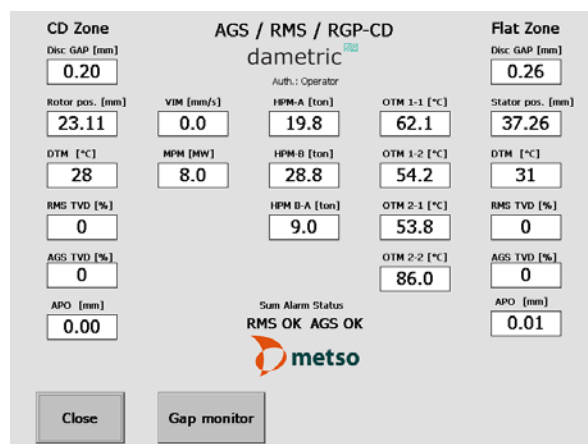 CD Zone
AGS / RMS / RGP-CD
Flat Zone
Disc GAP [mm]
dametric
Disc GAP [mm]
0.20
Auth.: Operator
0.26
Rotor pos. [mm]
VIM [mm/s]
HPM-A [ton]
OTM 1-1 [°C]
Stator pos. [mm]
23.11
0.0
19.8
62.1
37.26
DTM [°C]
MPM [MW]
HPM-B [ton]
OTM 1-2 [°C]
DTM [°C]
28
8.0
28.8
54.2
31
RMS TVD [%]
HPM B-A [ton]
OTM 2-1 [°C]
RMS TVD [%]
0
9.0
53.8
0
AGS TVD [%]
OTM 2-2 [°C]
AGS TVD [%]
0
86.0
0
APO [mm]
Sum Alarm Status
APO [mm]
0.00
RMS OK AGS OK
0.01
metso
Close
Gap monitor